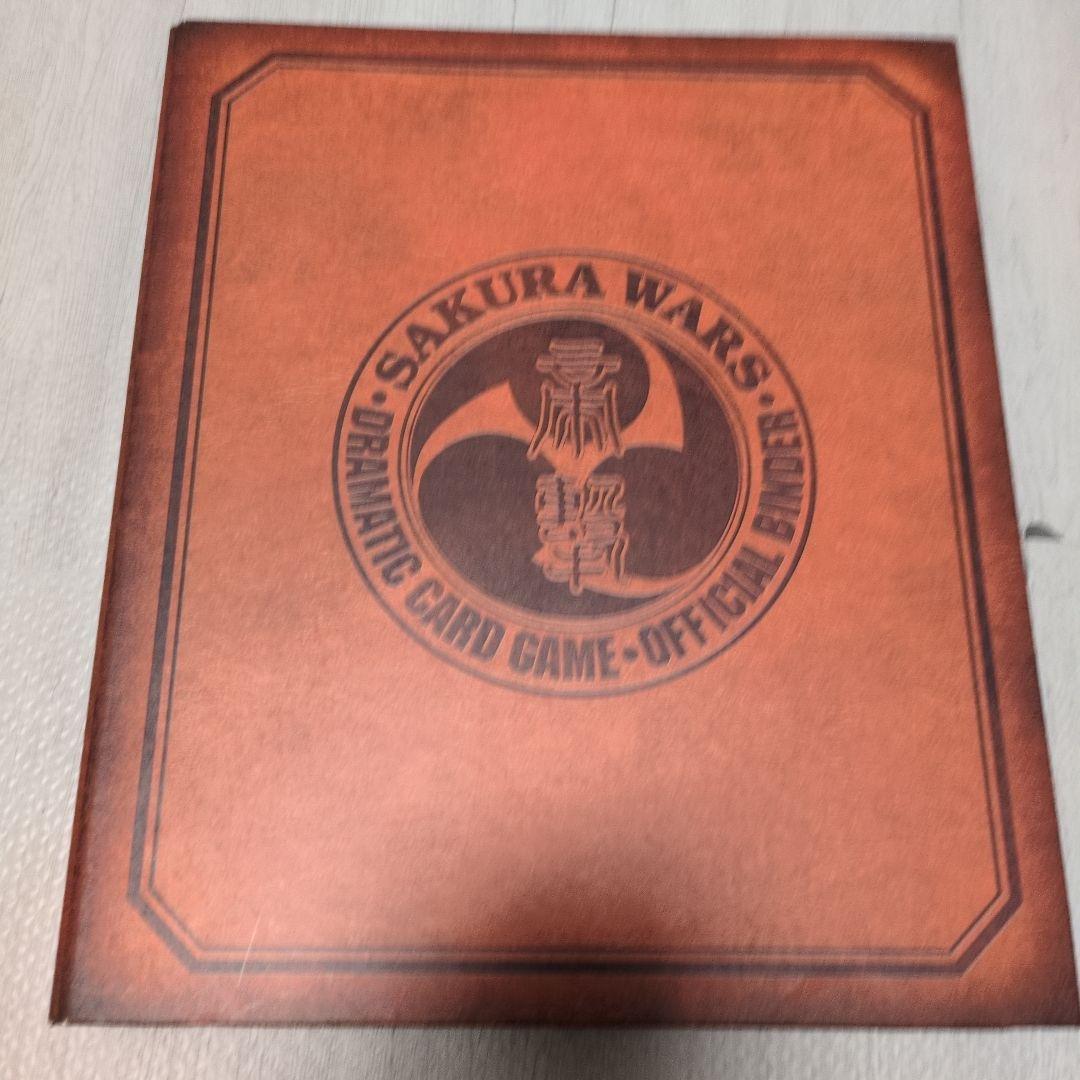 SAKURA WARS
DRAMATIC CARD GAME•OFFICIAL BINDER